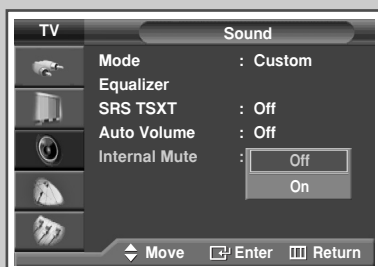 TV
Sound
Mode : Custom
Equalizer
SRS TSXT : Off
Auto Volume : Off
Internal Mute : Off
On
Move Enter Return